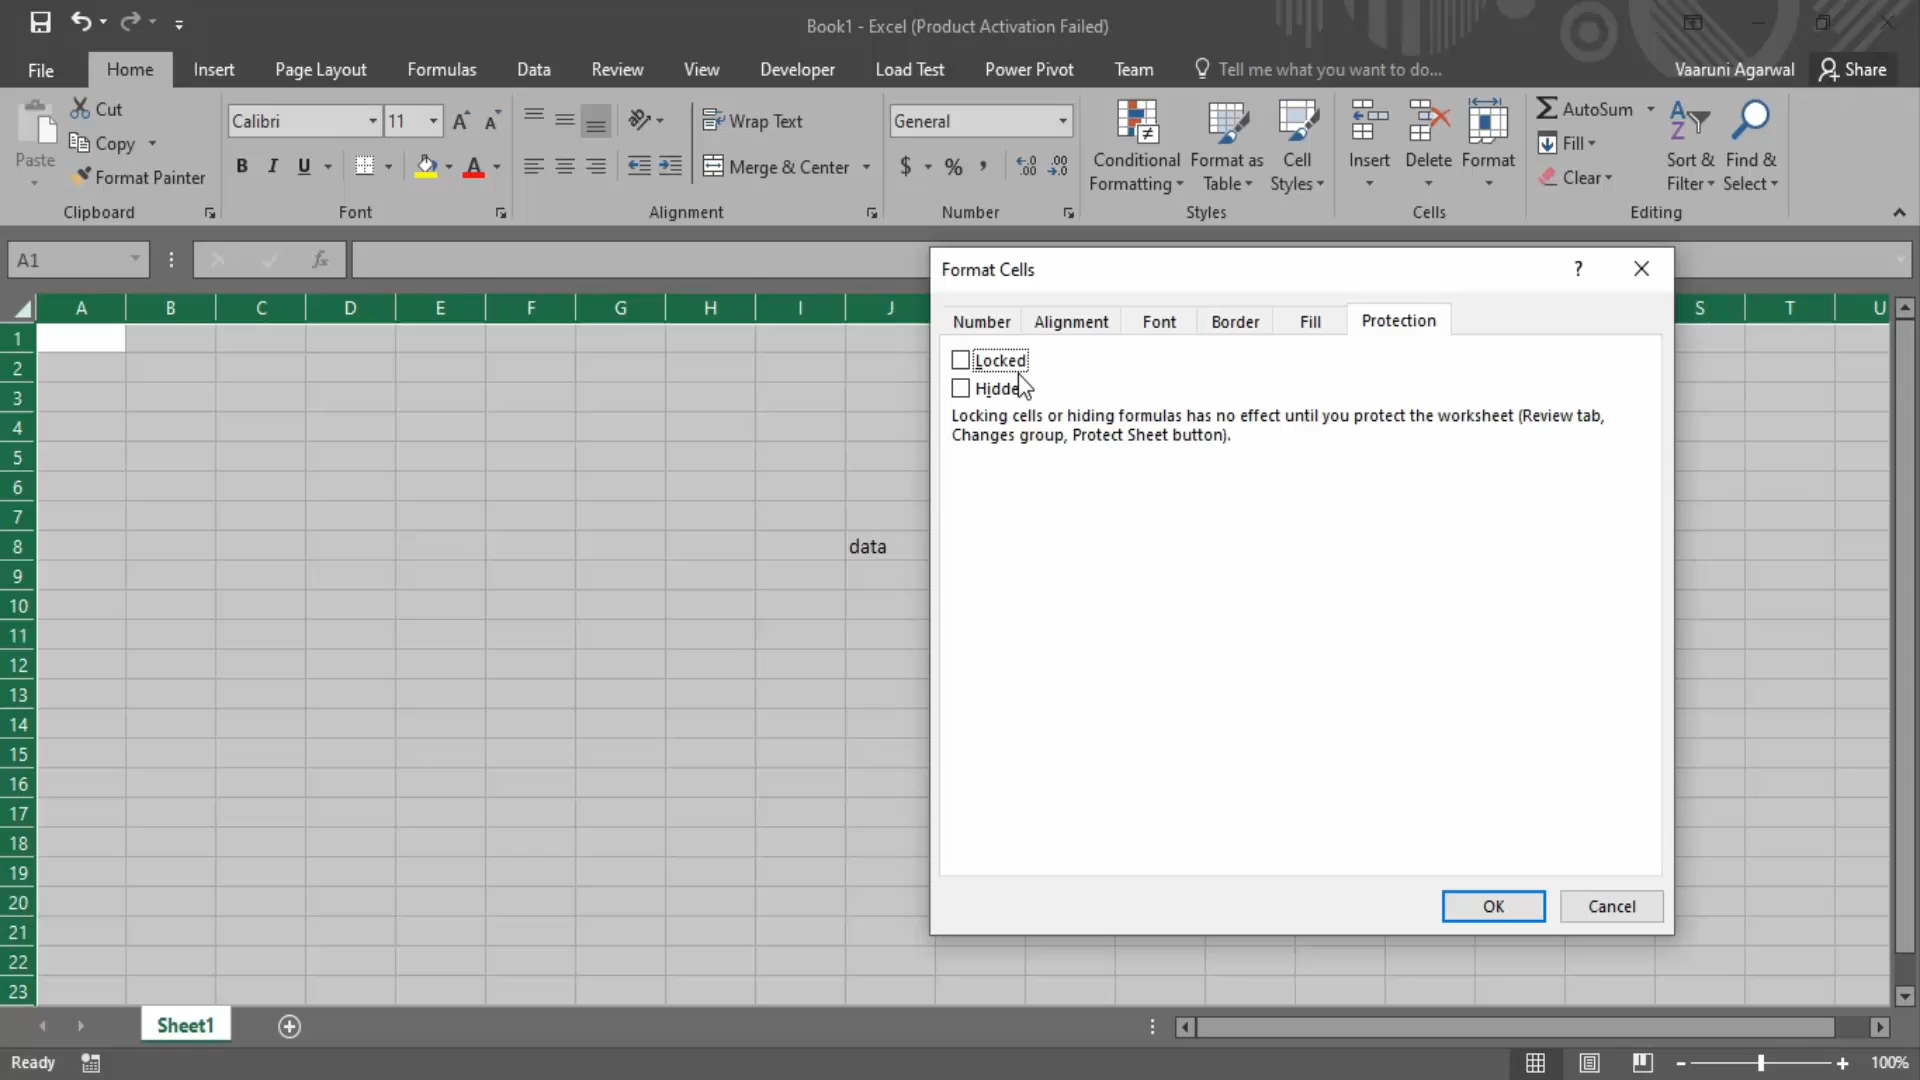 Book1 - Excel (Product Activation Failed)
File Home Insert Page Layout Formulas Data Review View Developer Load Test Power Pivot Team Tell me what you want to do... Vaaruni Agarwal Share
Paste
Cut
Copy
Format Painter
Clipboard
Calibri 11
B I U A
Font
Wrap Text
Merge & Center
Alignment
General
$ % ,
Number
Conditional Formatting
Format as Table
Cell Styles
Styles
Insert
Delete
Format
Cells
AutoSum
Fill
Clear
Sort & Filter
Find & Select
Editing
A1
fx
Format Cells ?
Number Alignment Font Border Fill Protection
Locked
Hidde
Locking cells or hiding formulas has no effect until you protect the worksheet (Review tab,
Changes group, Protect Sheet button).
OK Cancel
A B C D E F G H I J S T U
1
2
3
4
5
6
7
8 data
9
10
11
12
13
14
15
16
17
18
19
20
21
22
23
Sheet1
Ready 100%